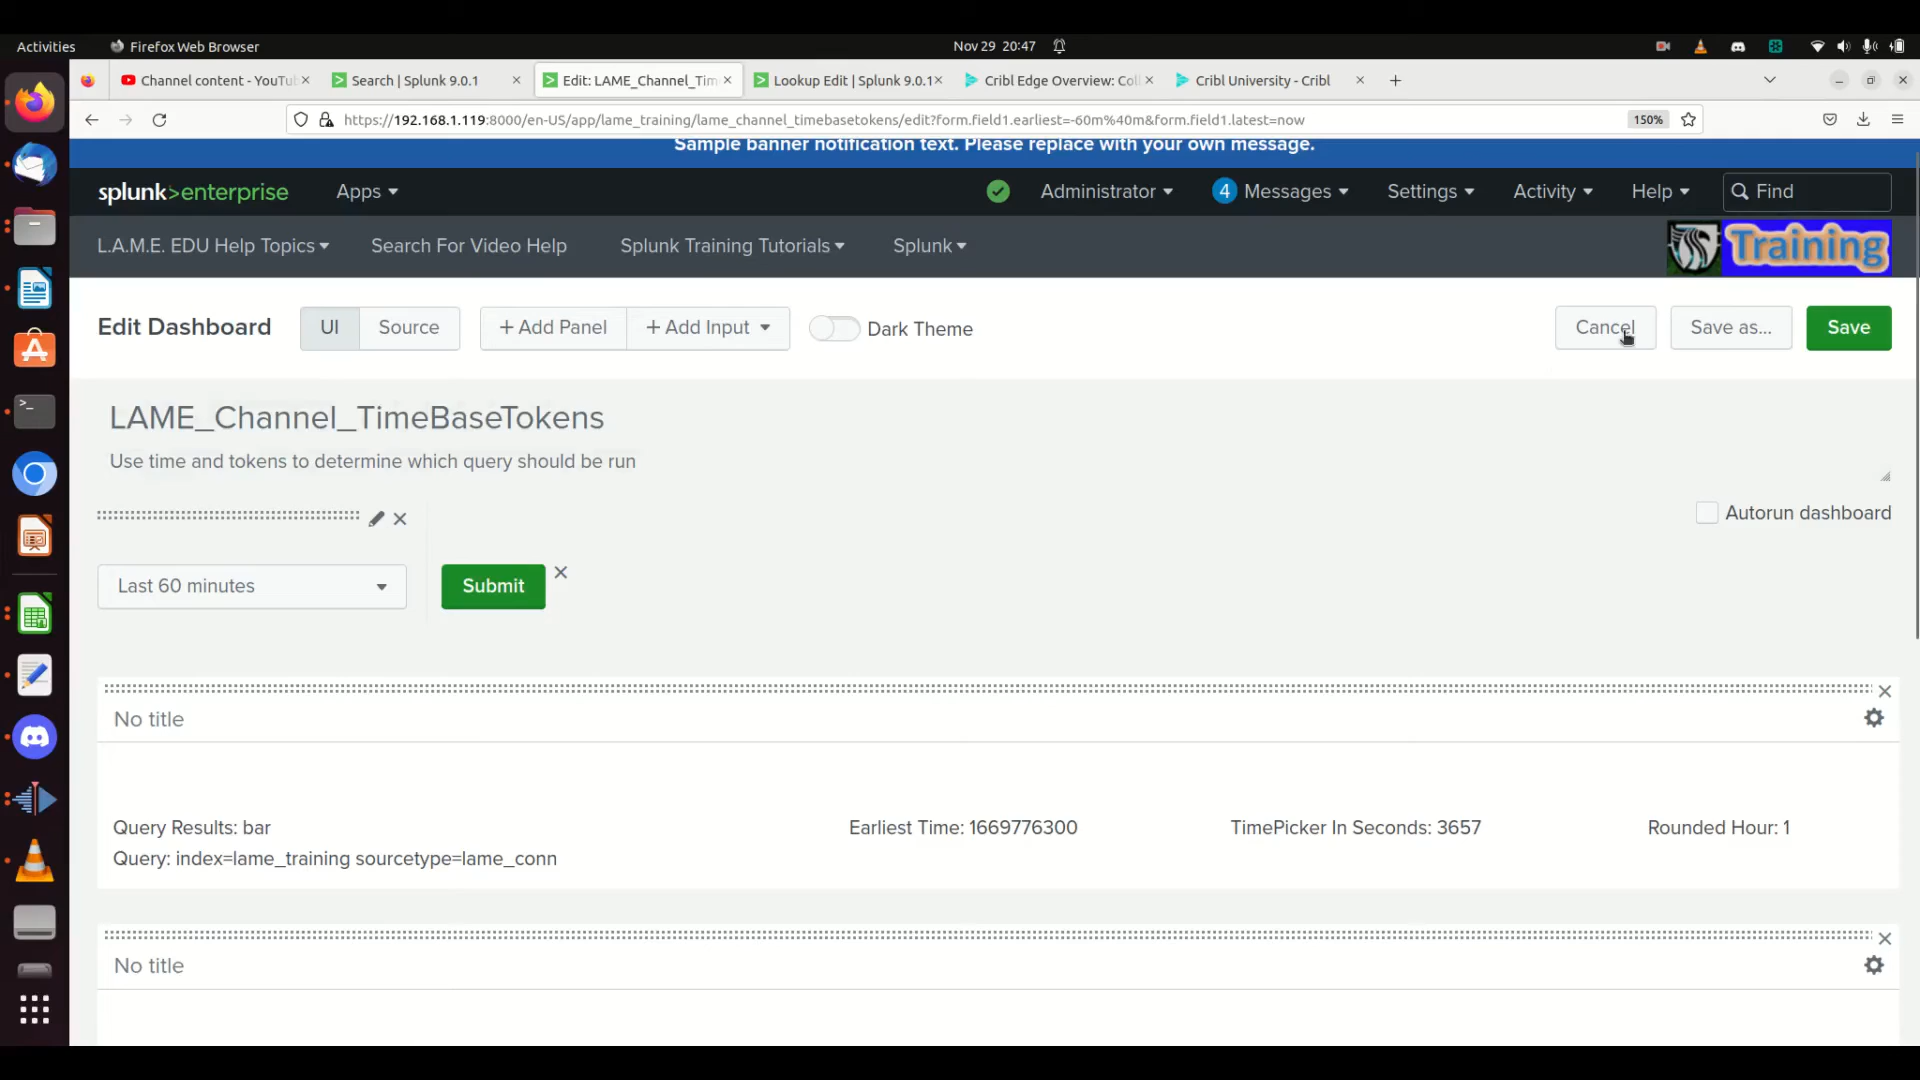 Activities
Firefox Web Browser
Nov 29 20:47
Channel content - YouTu
Search | Splunk 9.0.1
Edit: LAME_Channel_Tim
Lookup Edit | Splunk 9.0.1
Cribl Edge Overview: Col
Cribl University - Cribl
https://192.168.1.119:8000/en-US/app/lame_training/lame_channel_timebasetokens/edit?form.field1.earliest=-60m%40m&form.field1.latest=now
150%
Sample banner notification text. Please replace with your own message.
splunk>enterprise
Apps
Administrator
4 Messages
Settings
Activity
Help
Find
L.A.M.E. EDU Help Topics
Search For Video Help
Splunk Training Tutorials
Splunk
Training
Edit Dashboard
UI
Source
+ Add Panel
+ Add Input
Dark Theme
Cancel
Save as...
Save
LAME_Channel_TimeBaseTokens
Use time and tokens to determine which query should be run
Autorun dashboard
Last 60 minutes
Submit
No title
Query Results: bar
Earliest Time: 1669776300
TimePicker In Seconds: 3657
Rounded Hour: 1
Query: index=lame_training sourcetype=lame_conn
No title